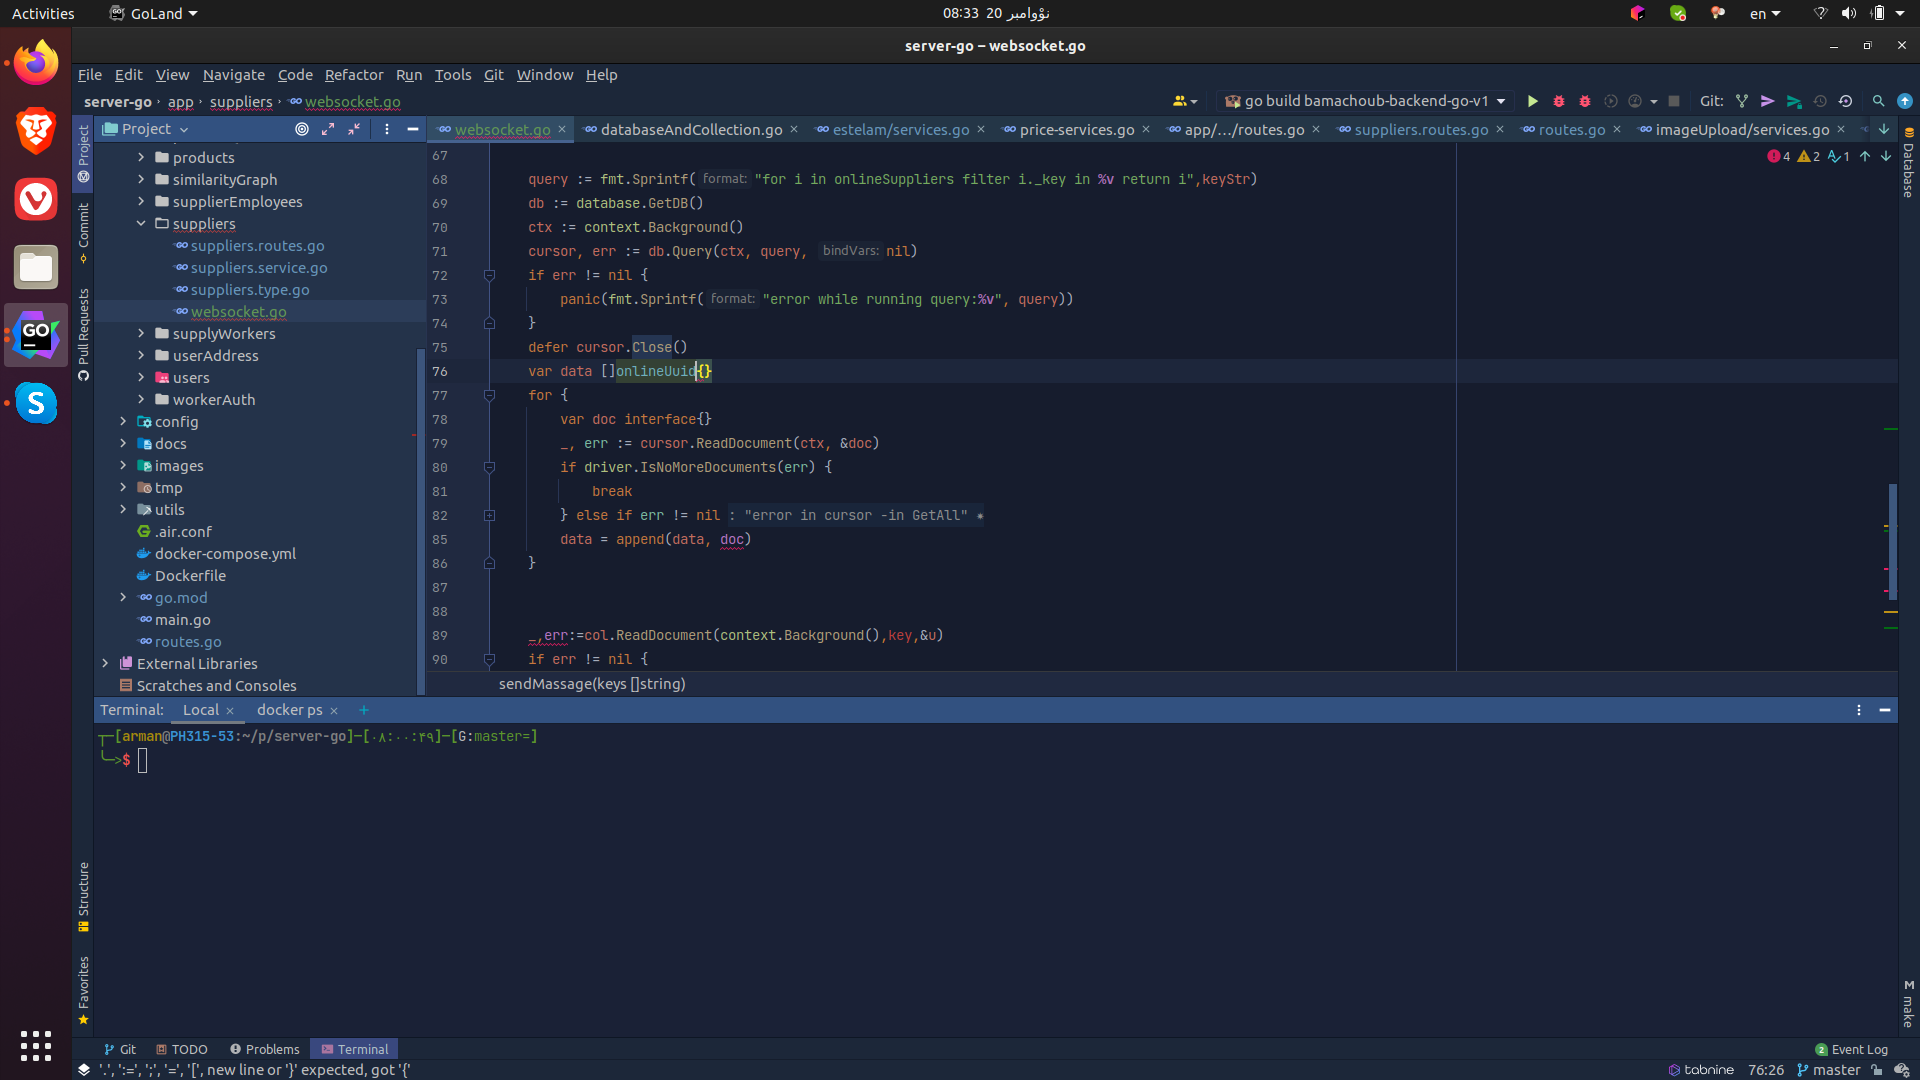 Activities
GoLand
08:33 20 نوْوامبر
en
server-go – websocket.go
File Edit View Navigate Code Refactor Run Tools Git Window Help
server-go › app › suppliers › websocket.go
go build bamachoub-backend-go-v1
Git:
Project
websocket.go × databaseAndCollection.go × estelam/services.go × price-services.go × app/.../routes.go × suppliers.routes.go × routes.go × imageUpload/services.go ×
4 2 1
products
similarityGraph
supplierEmployees
suppliers
suppliers.routes.go
suppliers.service.go
suppliers.type.go
websocket.go
supplyWorkers
userAddress
users
workerAuth
config
docs
images
tmp
utils
.air.conf
docker-compose.yml
Dockerfile
go.mod
main.go
routes.go
External Libraries
Scratches and Consoles
67
68 query := fmt.Sprintf( format: "for i in onlineSuppliers filter i._key in %v return i",keyStr)
69 db := database.GetDB()
70 ctx := context.Background()
71 cursor, err := db.Query(ctx, query, bindVars: nil)
72 if err != nil {
73 panic(fmt.Sprintf( format: "error while running query:%v", query))
74 }
75 defer cursor.Close()
76 var data []onlineUuid{}
77 for {
78 var doc interface{}
79 _, err := cursor.ReadDocument(ctx, &doc)
80 if driver.IsNoMoreDocuments(err) {
81 break
82 } else if err != nil : "error in cursor -in GetAll"
85 data = append(data, doc)
86 }
87
88
89 _,err:=col.ReadDocument(context.Background(),key,&u)
90 if err != nil {
sendMassage(keys []string)
Project
Commit
Pull Requests
Structure
Favorites
Database
make
Terminal: Local × docker ps × +
┬─[arman@PH315-53:~/p/server-go]─[۰۸:۰۰:۴۹]─[G:master=]
╰─>$
Git TODO Problems Terminal
2 Event Log
'.', ':=', ';', '=', '[', new line or '}' expected, got '{'
tabnine 76:26 master